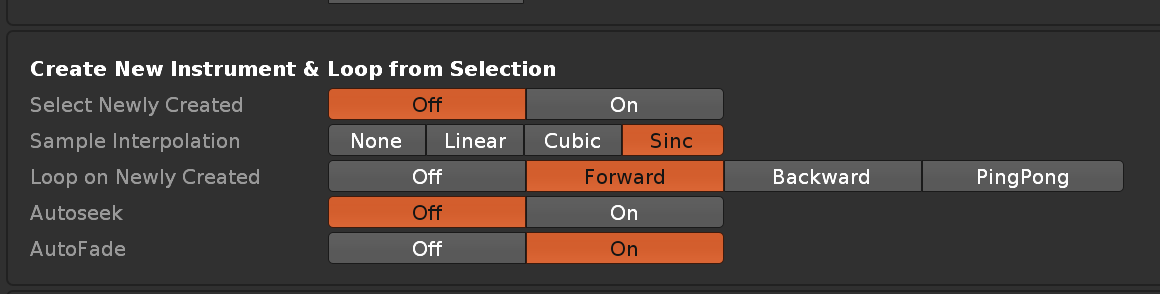 Create New Instrument & Loop from Selection
Select Newly Created Off On
Sample Interpolation None Linear Cubic Sinc
Loop on Newly Created Off Forward Backward PingPong
Autoseek Off On
AutoFade Off On